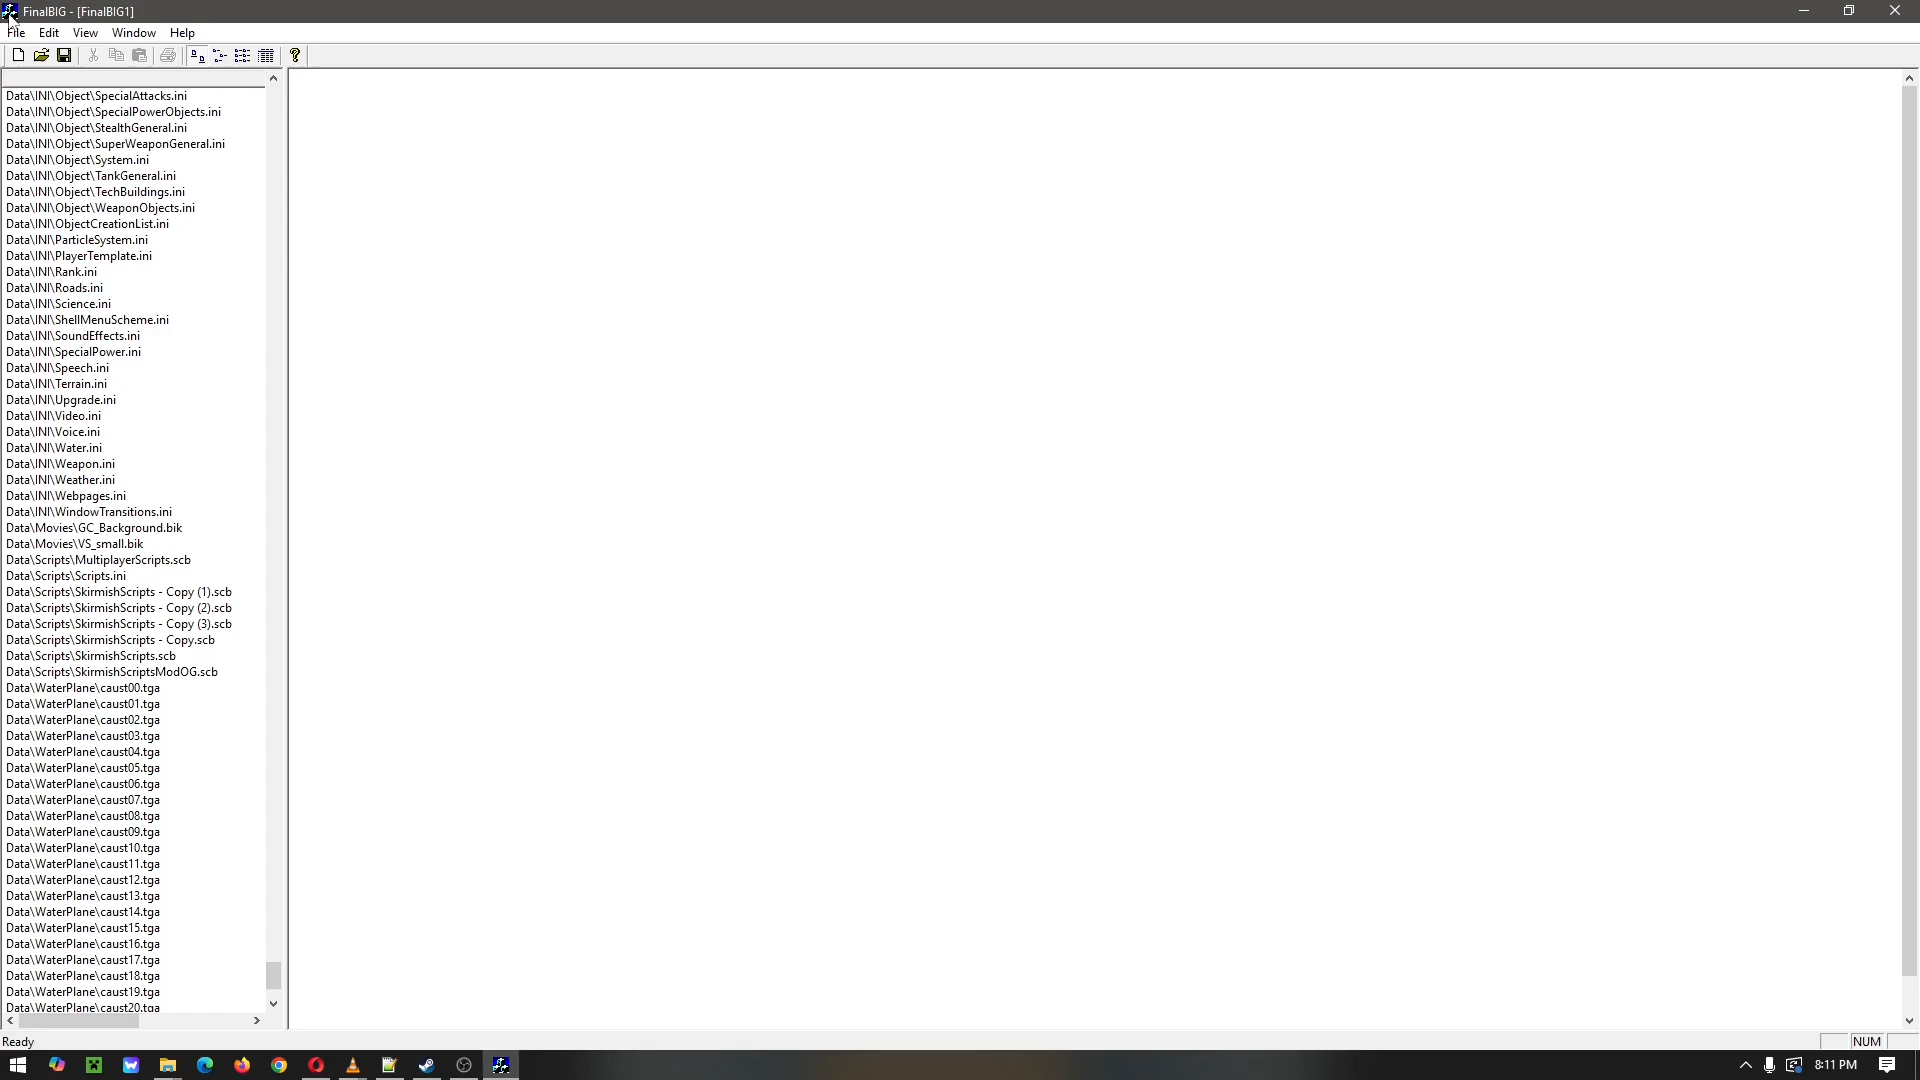 FinalBIG - [FinalBIG1]
File Edit View Window Help
Data\INI\Object\SpecialAttacks.ini
Data\INI\Object\SpecialPowerObjects.ini
Data\INI\Object\StealthGeneral.ini
Data\INI\Object\SuperWeaponGeneral.ini
Data\INI\Object\System.ini
Data\INI\Object\TankGeneral.ini
Data\INI\Object\TechBuildings.ini
Data\INI\Object\WeaponObjects.ini
Data\INI\ObjectCreationList.ini
Data\INI\ParticleSystem.ini
Data\INI\PlayerTemplate.ini
Data\INI\Rank.ini
Data\INI\Roads.ini
Data\INI\Science.ini
Data\INI\ShellMenuScheme.ini
Data\INI\SoundEffects.ini
Data\INI\SpecialPower.ini
Data\INI\Speech.ini
Data\INI\Terrain.ini
Data\INI\Upgrade.ini
Data\INI\Video.ini
Data\INI\Voice.ini
Data\INI\Water.ini
Data\INI\Weapon.ini
Data\INI\Weather.ini
Data\INI\Webpages.ini
Data\INI\WindowTransitions.ini
Data\Movies\GC_Background.bik
Data\Movies\VS_small.bik
Data\Scripts\MultiplayerScripts.scb
Data\Scripts\Scripts.ini
Data\Scripts\SkirmishScripts - Copy (1).scb
Data\Scripts\SkirmishScripts - Copy (2).scb
Data\Scripts\SkirmishScripts - Copy (3).scb
Data\Scripts\SkirmishScripts - Copy.scb
Data\Scripts\SkirmishScripts.scb
Data\Scripts\SkirmishScriptsModOG.scb
Data\WaterPlane\caust00.tga
Data\WaterPlane\caust01.tga
Data\WaterPlane\caust02.tga
Data\WaterPlane\caust03.tga
Data\WaterPlane\caust04.tga
Data\WaterPlane\caust05.tga
Data\WaterPlane\caust06.tga
Data\WaterPlane\caust07.tga
Data\WaterPlane\caust08.tga
Data\WaterPlane\caust09.tga
Data\WaterPlane\caust10.tga
Data\WaterPlane\caust11.tga
Data\WaterPlane\caust12.tga
Data\WaterPlane\caust13.tga
Data\WaterPlane\caust14.tga
Data\WaterPlane\caust15.tga
Data\WaterPlane\caust16.tga
Data\WaterPlane\caust17.tga
Data\WaterPlane\caust18.tga
Data\WaterPlane\caust19.tga
Data\WaterPlane\caust20.tga
Ready
NUM
8:11 PM